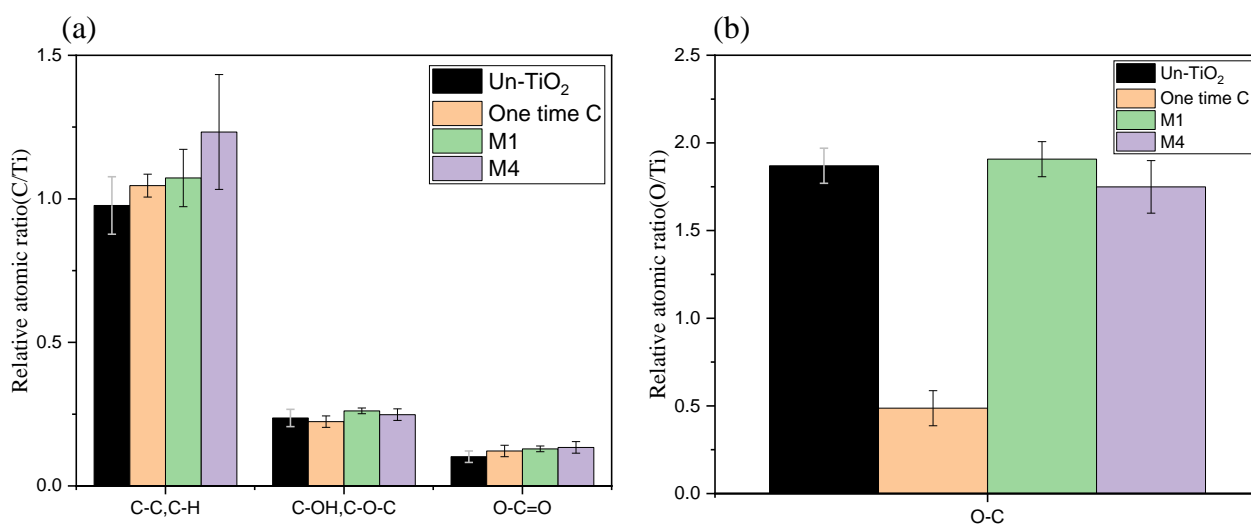 (a)
Relative atomic ratio(C/Ti)
1.5
1.0
0.5
0.0
Un-TiO₂
One time C
M1
M4
C-C,C-H
C-OH,C-O-C
O-C=O
(b)
Relative atomic ratio(O/Ti)
2.5
2.0
1.5
1.0
0.5
0.0
Un-TiO₂
One time C
M1
M4
O-C